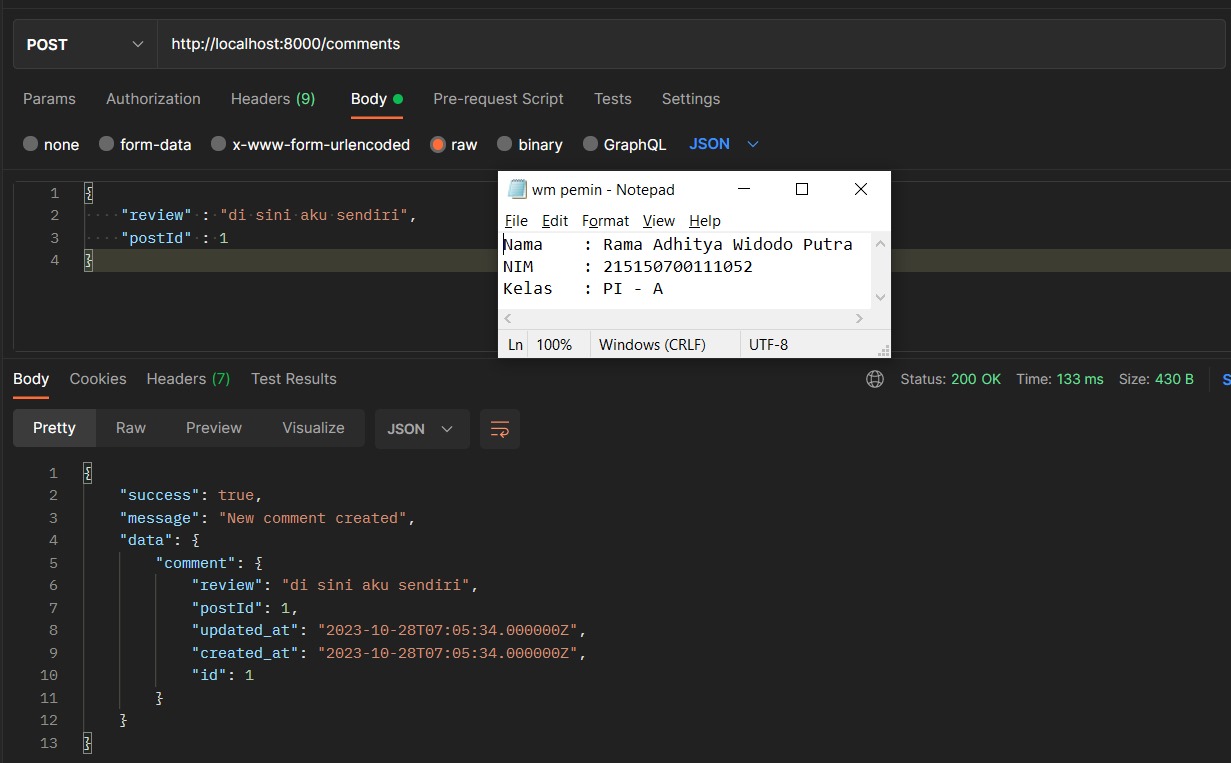 POST http://localhost:8000/comments
Params Authorization Headers (9) Body Pre-request Script Tests Settings
none form-data x-www-form-urlencoded raw binary GraphQL JSON
1 {
2 "review" : "di sini aku sendiri",
3 "postId" : 1
4 }
wm pemin - Notepad
File Edit Format View Help
Nama : Rama Adhitya Widodo Putra
NIM : 215150700111052
Kelas : PI - A
Ln 100% Windows (CRLF) UTF-8
Body Cookies Headers (7) Test Results Status: 200 OK Time: 133 ms Size: 430 B S
Pretty Raw Preview Visualize JSON
1 {
2 "success": true,
3 "message": "New comment created",
4 "data": {
5 "comment": {
6 "review": "di sini aku sendiri",
7 "postId": 1,
8 "updated_at": "2023-10-28T07:05:34.000000Z",
9 "created_at": "2023-10-28T07:05:34.000000Z",
10 "id": 1
11 }
12 }
13 }